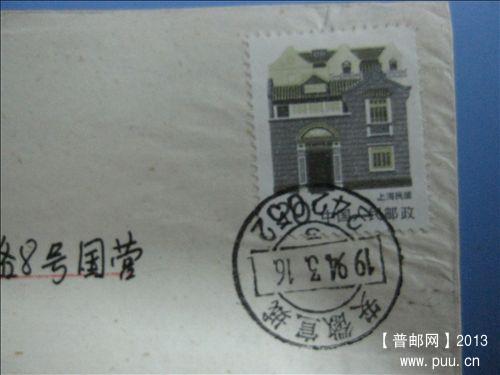 上海民居
中国人民邮政
242052
路8号国营
1994.3.16
安徽宣城
【普邮网】2013
www.puu.cn